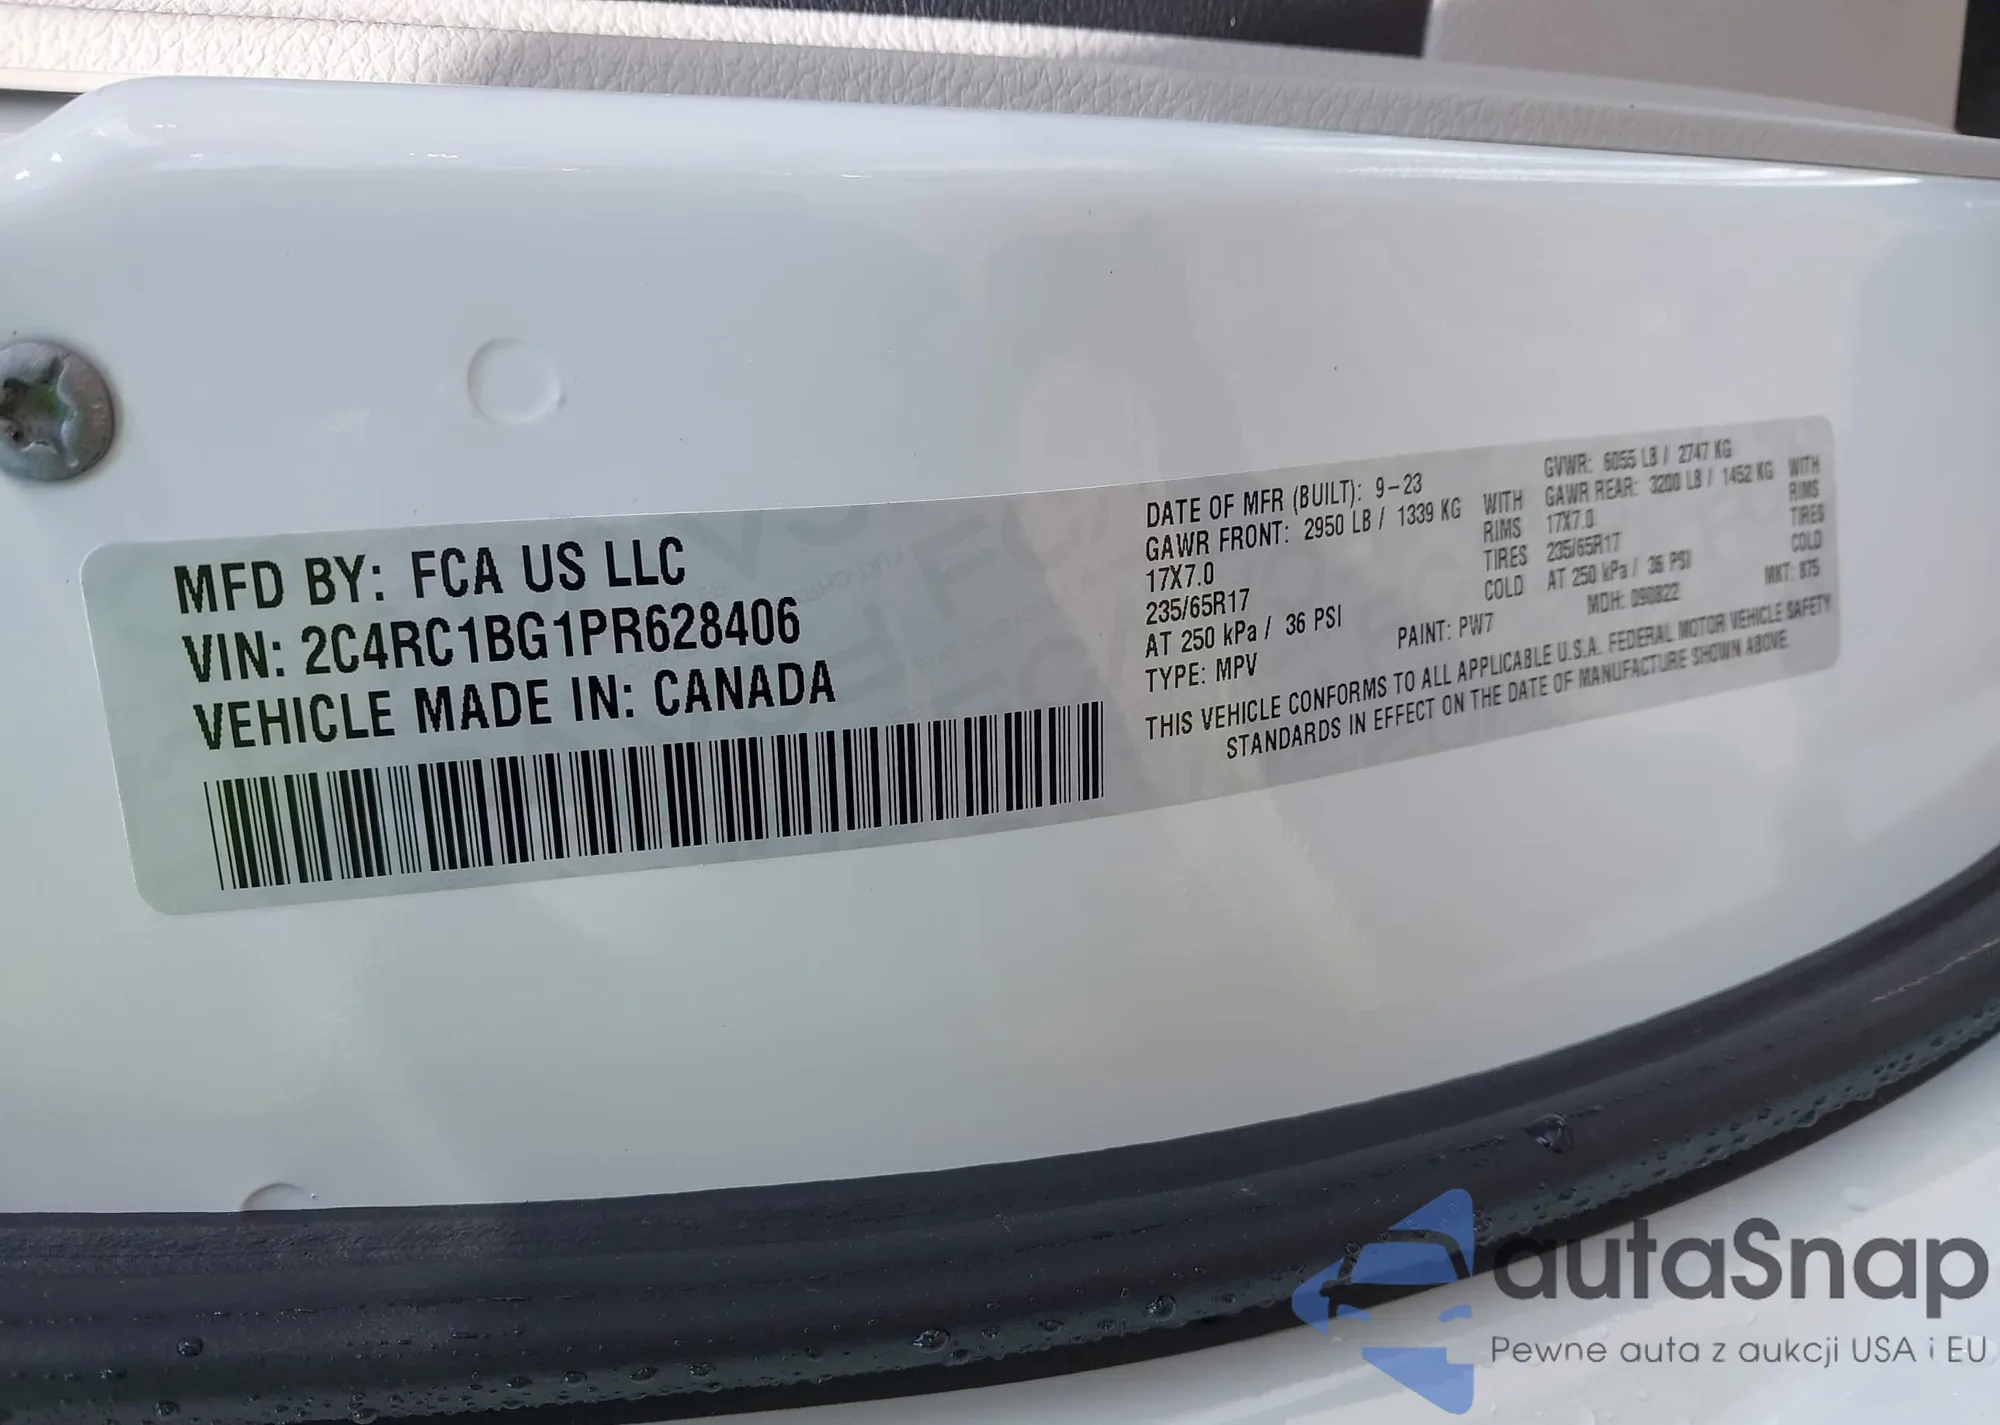 MFD BY: FCA US LLC
VIN: 2C4RC1BG1PR628406
VEHICLE MADE IN: CANADA
DATE OF MFR (BUILT): 9-23
GAWR FRONT: 2950 LB / 1339 KG WITH
17X7.0 RIMS
235/65R17 TIRES
AT 250 kPa / 36 PSI COLD
TYPE: MPV PAINT: PW7
GVWR: 6055 LB / 2747 KG
GAWR REAR: 3200 LB / 1452 KG WITH
17X7.0 RIMS
235/65R17 TIRES
AT 250 kPa / 36 PSI COLD
MDH: 090822 MKT: 875
THIS VEHICLE CONFORMS TO ALL APPLICABLE U.S.A. FEDERAL MOTOR VEHICLE SAFETY
STANDARDS IN EFFECT ON THE DATE OF MANUFACTURE SHOWN ABOVE.
autaSnap
Pewne auta z aukcji USA i EU